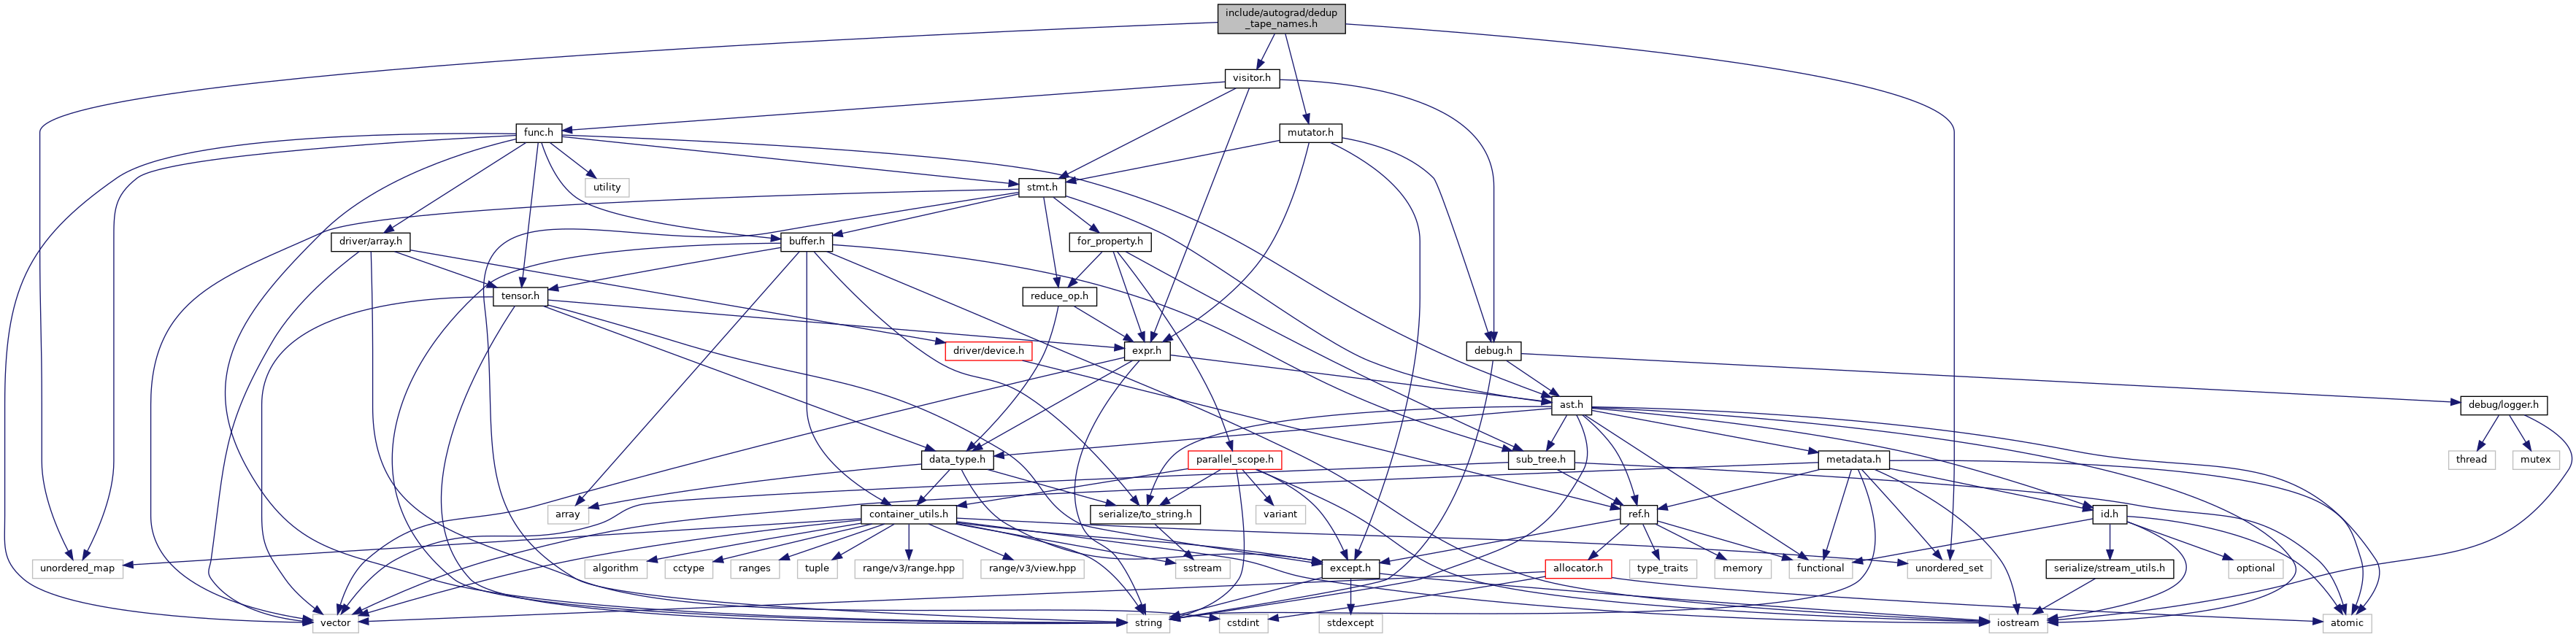 include/autograd/dedup
_tape_names.h
visitor.h
func.h
mutator.h
utility
stmt.h
driver/array.h
buffer.h
for_property.h
tensor.h
reduce_op.h
driver/device.h
expr.h
debug.h
ast.h
debug/logger.h
data_type.h
parallel_scope.h
sub_tree.h
metadata.h
thread
mutex
array
container_utils.h
serialize/to_string.h
variant
ref.h
id.h
unordered_map
algorithm
cctype
ranges
tuple
range/v3/range.hpp
range/v3/view.hpp
sstream
except.h
allocator.h
type_traits
memory
functional
unordered_set
serialize/stream_utils.h
optional
vector
string
cstdint
stdexcept
iostream
atomic